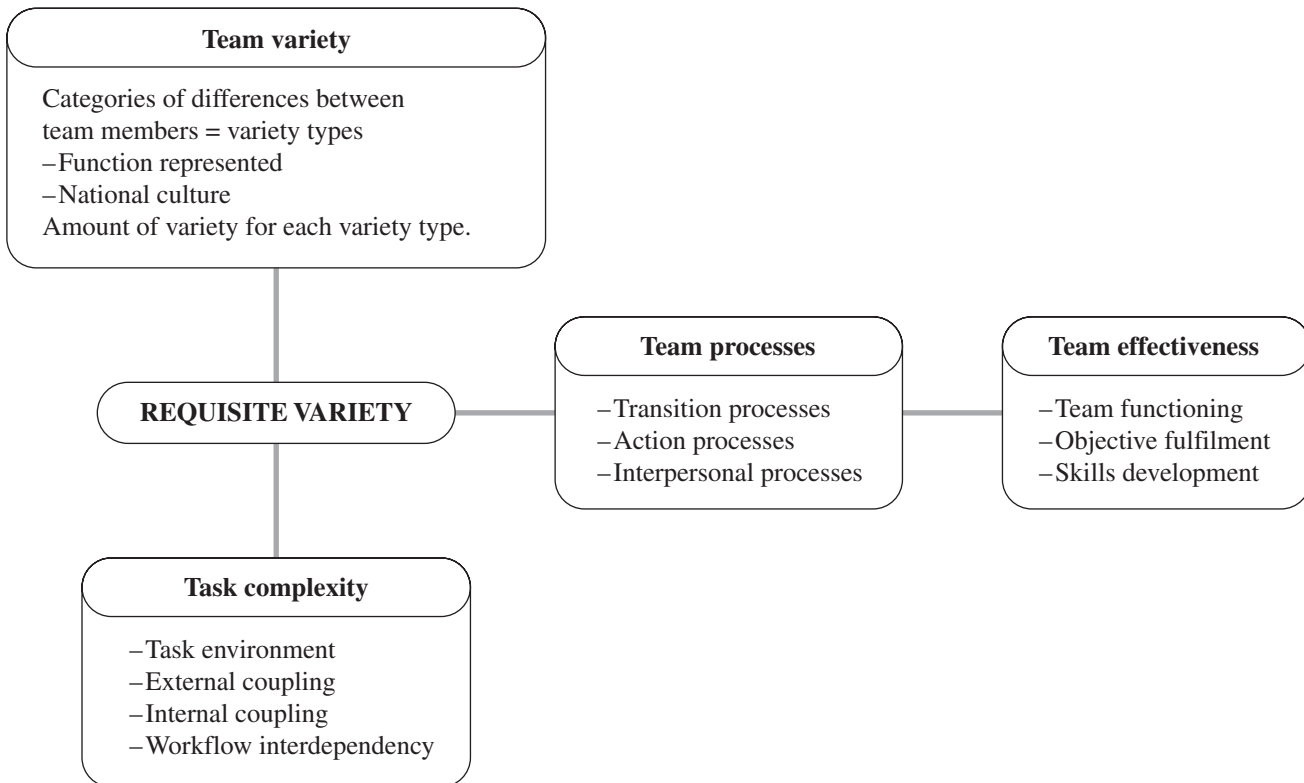 Team variety
Categories of differences between
team members = variety types
–Function represented
–National culture
Amount of variety for each variety type.
REQUISITE VARIETY
Team processes
–Transition processes
–Action processes
–Interpersonal processes
Team effectiveness
–Team functioning
–Objective fulfilment
–Skills development
Task complexity
–Task environment
–External coupling
–Internal coupling
–Workflow interdependency